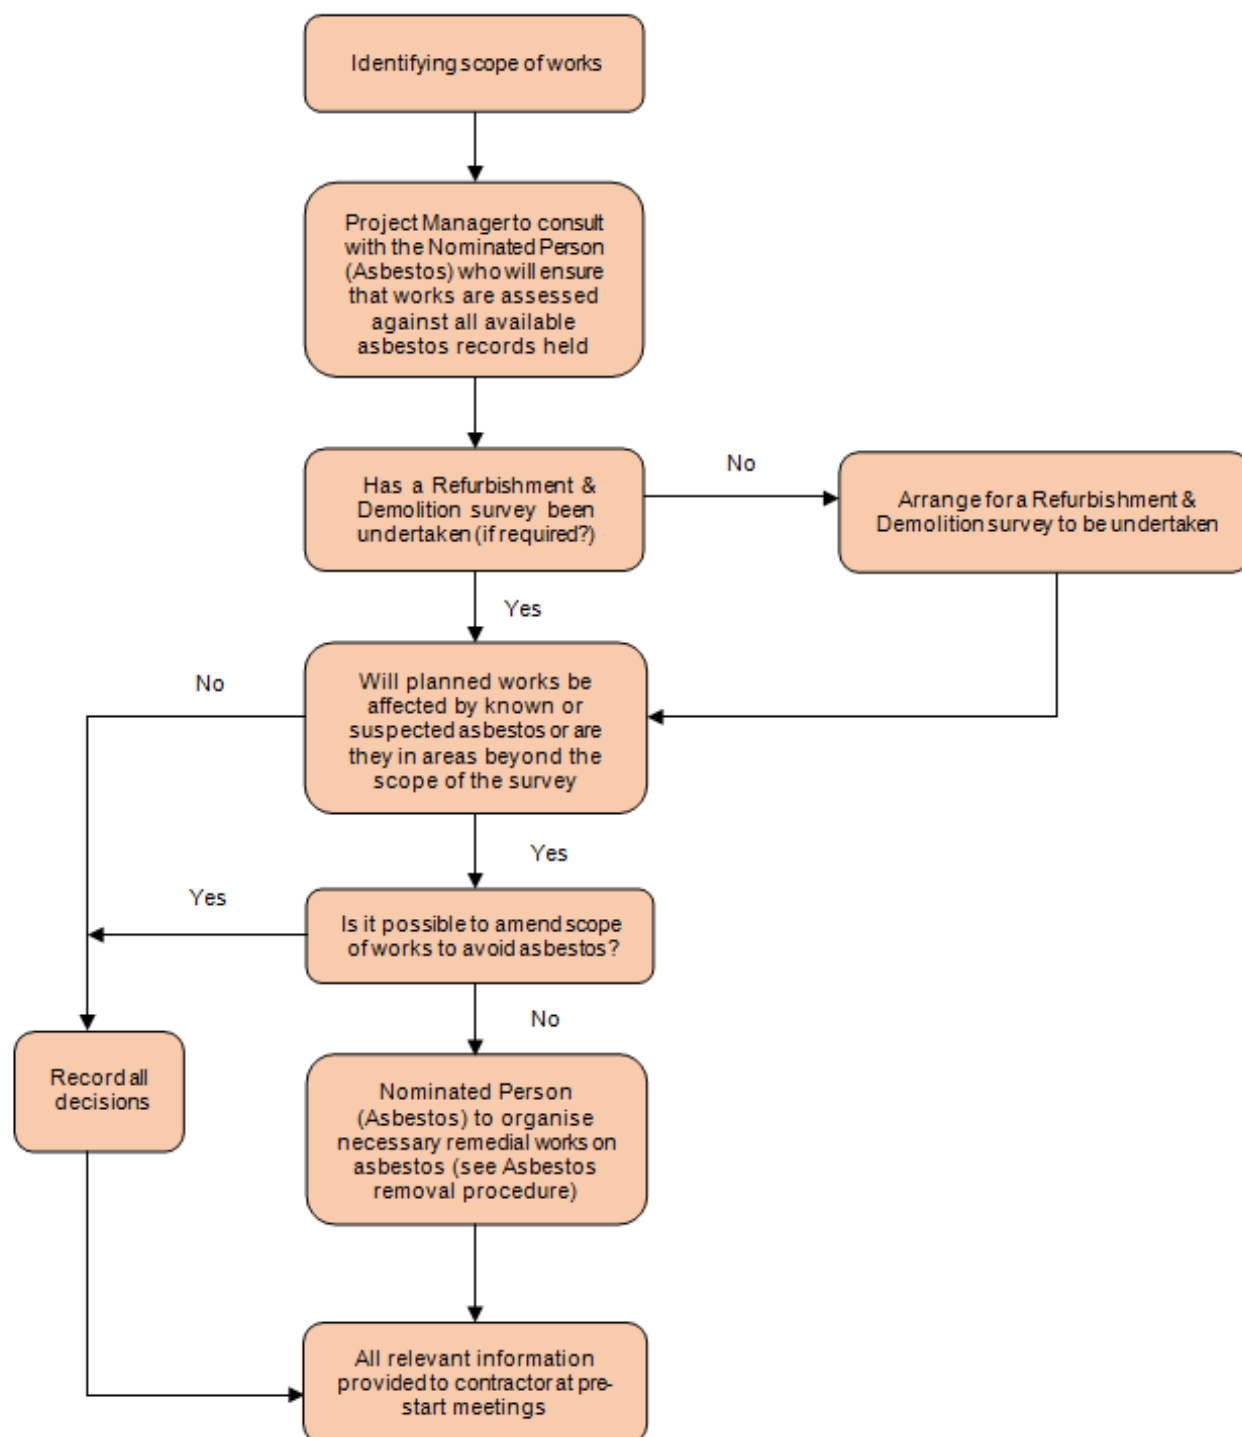 Identifying scope of works
Project Manager to consult
with the Nominated Person
(Asbestos) who will ensure
that works are assessed
against all available
asbestos records held
Has a Refurbishment &
Demolition survey been
undertaken (if required?)
No
Arrange for a Refurbishment &
Demolition survey to be undertaken
Yes
Will planned works be
affected by known or
suspected asbestos or are
they in areas beyond the
scope of the survey
No
Yes
Is it possible to amend scope
of works to avoid asbestos?
Yes
No
Record all
decisions
Nominated Person
(Asbestos) to organise
necessary remedial works on
asbestos (see Asbestos
removal procedure)
All relevant information
provided to contractor at pre-
start meetings